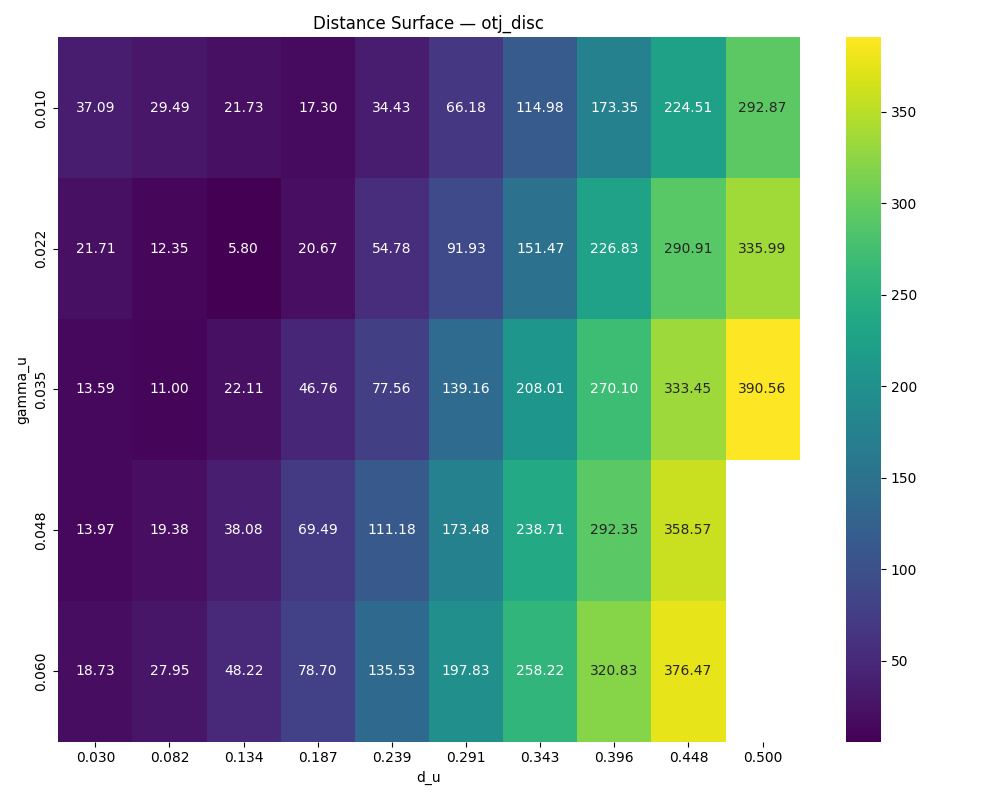 Distance Surface — otj_disc
gamma_u
0.010 37.09 29.49 21.73 17.30 34.43 66.18 114.98 173.35 224.51 292.87
0.022 21.71 12.35 5.80 20.67 54.78 91.93 151.47 226.83 290.91 335.99
0.035 13.59 11.00 22.11 46.76 77.56 139.16 208.01 270.10 333.45 390.56
0.048 13.97 19.38 38.08 69.49 111.18 173.48 238.71 292.35 358.57
0.060 18.73 27.95 48.22 78.70 135.53 197.83 258.22 320.83 376.47
0.030 0.082 0.134 0.187 0.239 0.291 0.343 0.396 0.448 0.500
d_u
350
300
250
200
150
100
50